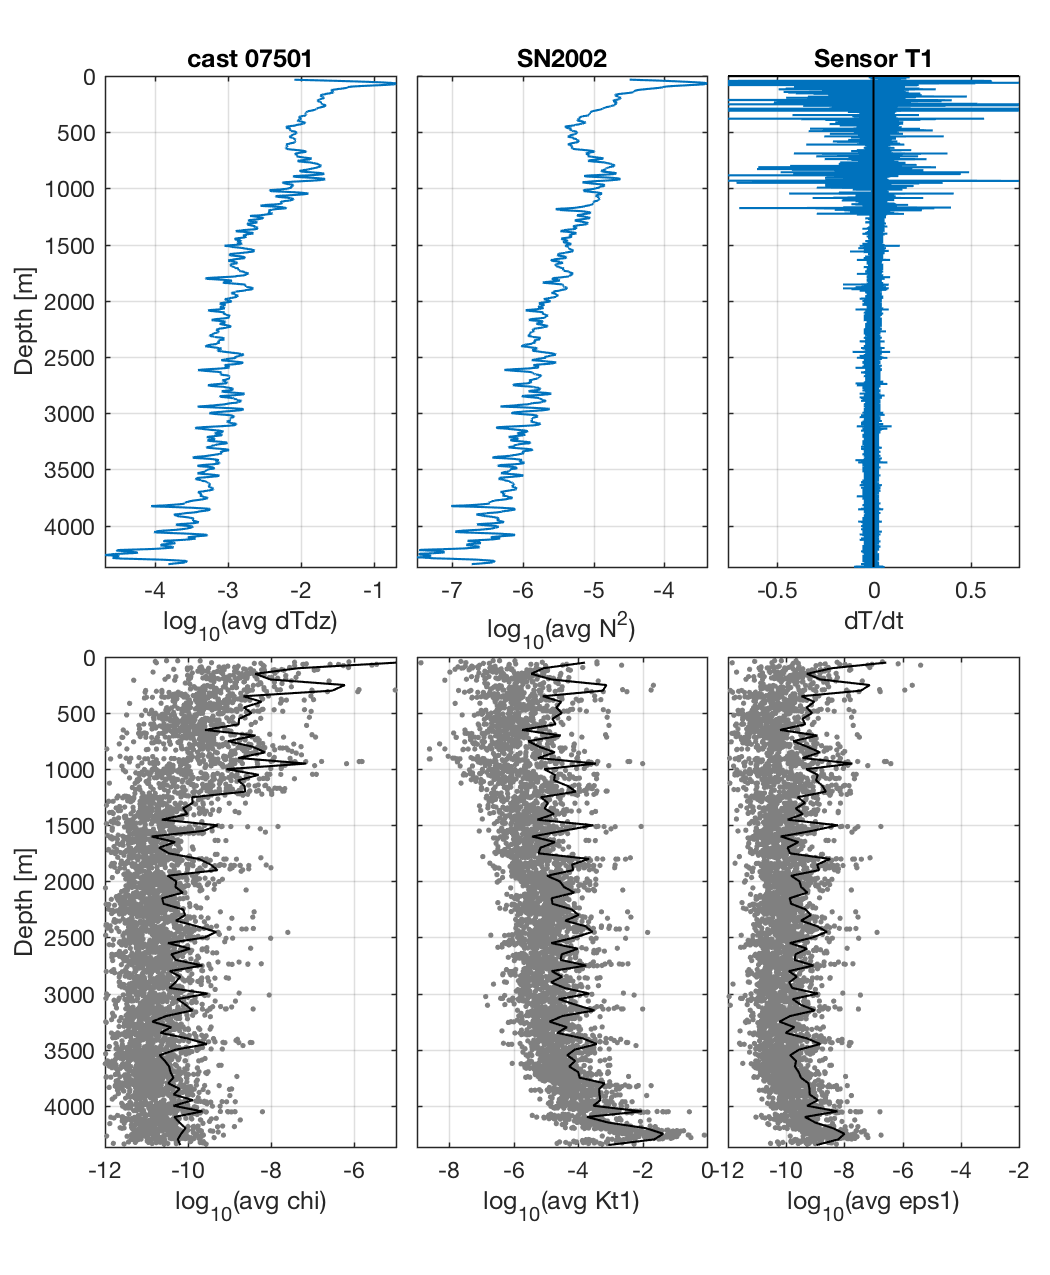 cast 07501
SN2002
Sensor T1
0
500
1000
1500
2000
2500
3000
3500
4000
Depth [m]
-4 -3 -2 -1
log10(avg dTdz)
-7 -6 -5 -4
log10(avg N2)
-0.5 0 0.5
dT/dt
0
500
1000
1500
2000
2500
3000
3500
4000
Depth [m]
-12 -10 -8 -6
log10(avg chi)
-8 -6 -4 -2 0
log10(avg Kt1)
-12 -10 -8 -6 -4 -2
log10(avg eps1)